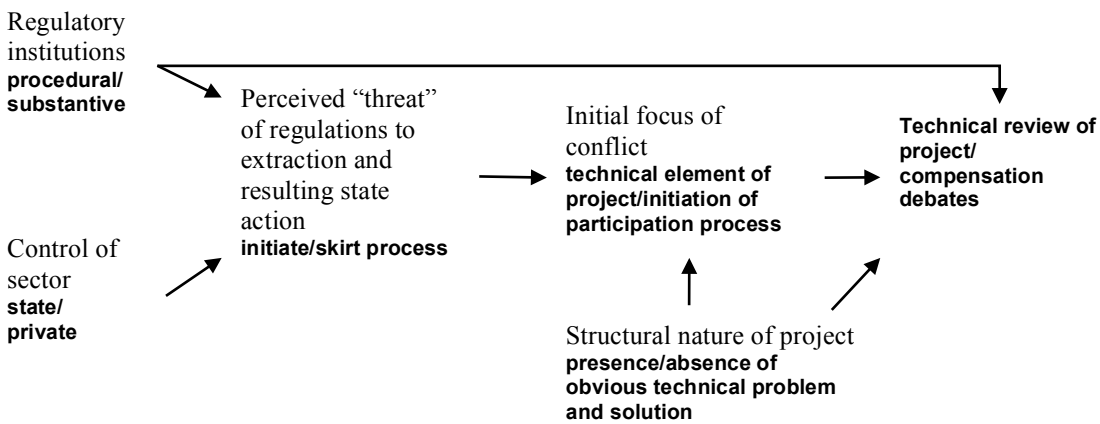 Regulatory
institutions
procedural/
substantive
Perceived “threat”
of regulations to
extraction and
resulting state
action
initiate/skirt process
Control of
sector
state/
private
Initial focus of
conflict
technical element of
project/initiation of
participation process
Structural nature of project
presence/absence of
obvious technical problem
and solution
Technical review of
project/
compensation
debates